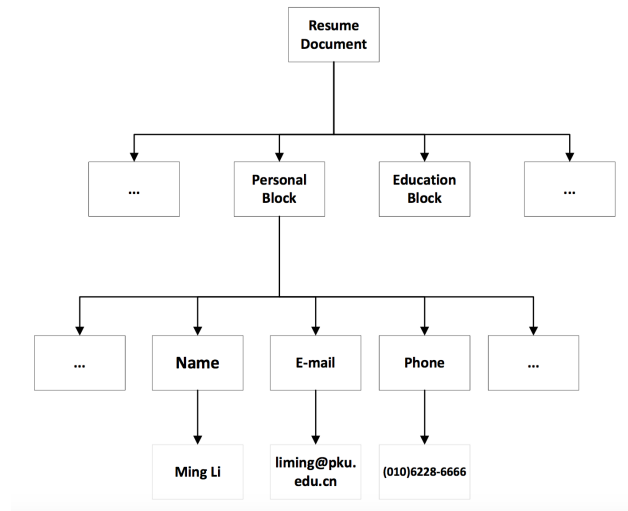 Resume
Document
...
Personal
Block
Education
Block
...
...
Name
E-mail
Phone
...
Ming Li
liming@pku.
edu.cn
(010)6228-6666